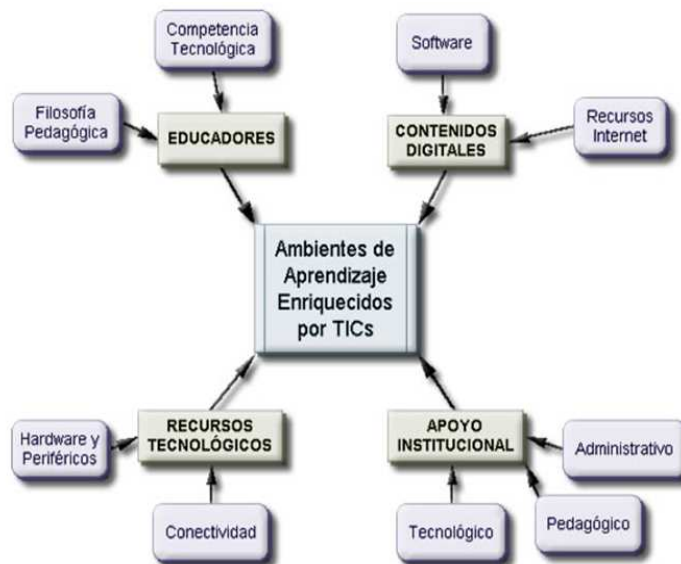 Competencia
Tecnológica
Software
Filosofía
Pedagógica
EDUCADORES
CONTENIDOS
DIGITALES
Recursos
Internet
Ambientes de
Aprendizaje
Enriquecidos
por TICs
Hardware y
Periféricos
RECURSOS
TECNOLÓGICOS
APOYO
INSTITUCIONAL
Administrativo
Conectividad
Tecnológico
Pedagógico